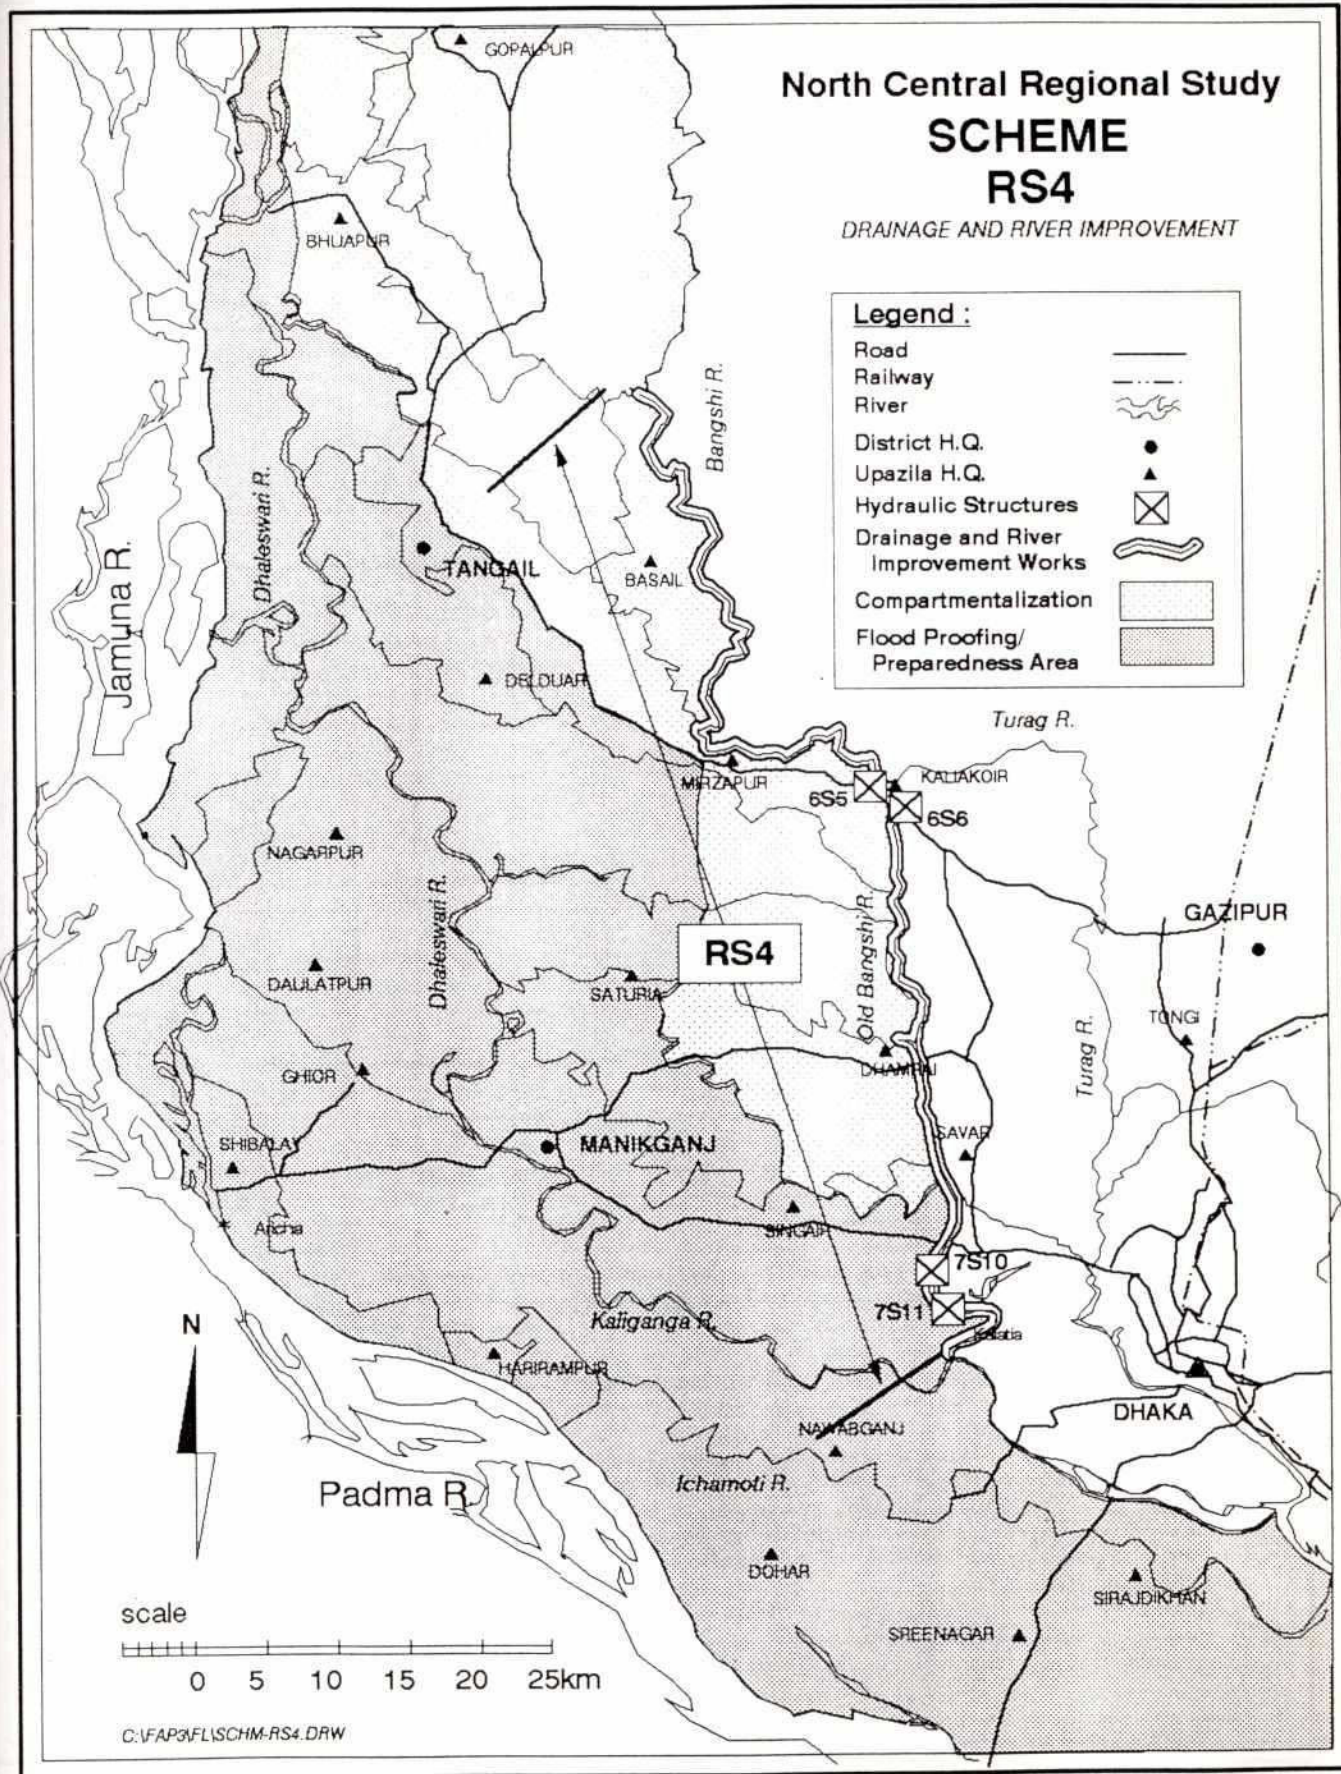 North Central Regional Study
SCHEME
RS4
DRAINAGE AND RIVER IMPROVEMENT
Legend :
Road
Railway
River
District H.Q.
Upazila H.Q.
Hydraulic Structures
Drainage and River
Improvement Works
Compartmentalization
Flood Proofing/
Preparedness Area
GOPALPUR
BHUAPUR
Bangshi R.
Dhaleswari R.
Jamuna R.
TANGAIL
BASAIL
DELDUAR
Turag R.
MIRZAPUR
KALIAKOIR
6S5
6S6
NAGARPUR
Dhaleswari R.
Old Bangshi R.
GAZIPUR
RS4
DAULATPUR
SATURIA
TONGI
Turag R.
GHIOR
DHAMRAI
SHIBALAY
MANIKGANJ
SAVAR
Aricha
SINGAIR
7S10
7S11
Kaliganga R.
Kalatia
N
HARIRAMPUR
DHAKA
NAWABGANJ
Padma R.
Ichamoti R.
DOHAR
SIRAJDIKHAN
SREENAGAR
scale
0 5 10 15 20 25km
C:\FAP3\FL\SCHM-RS4.DRW